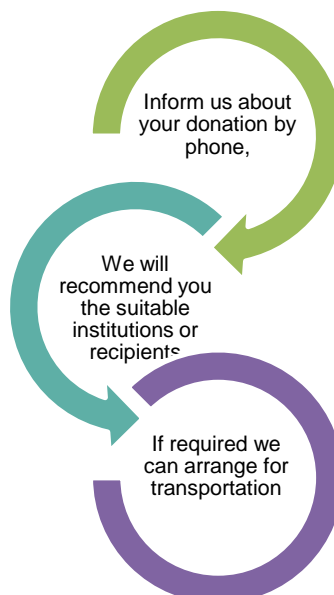 Inform us about
your donation by
phone,
We will
recommend you
the suitable
institutions or
recipients
If required we
can arrange for
transportation